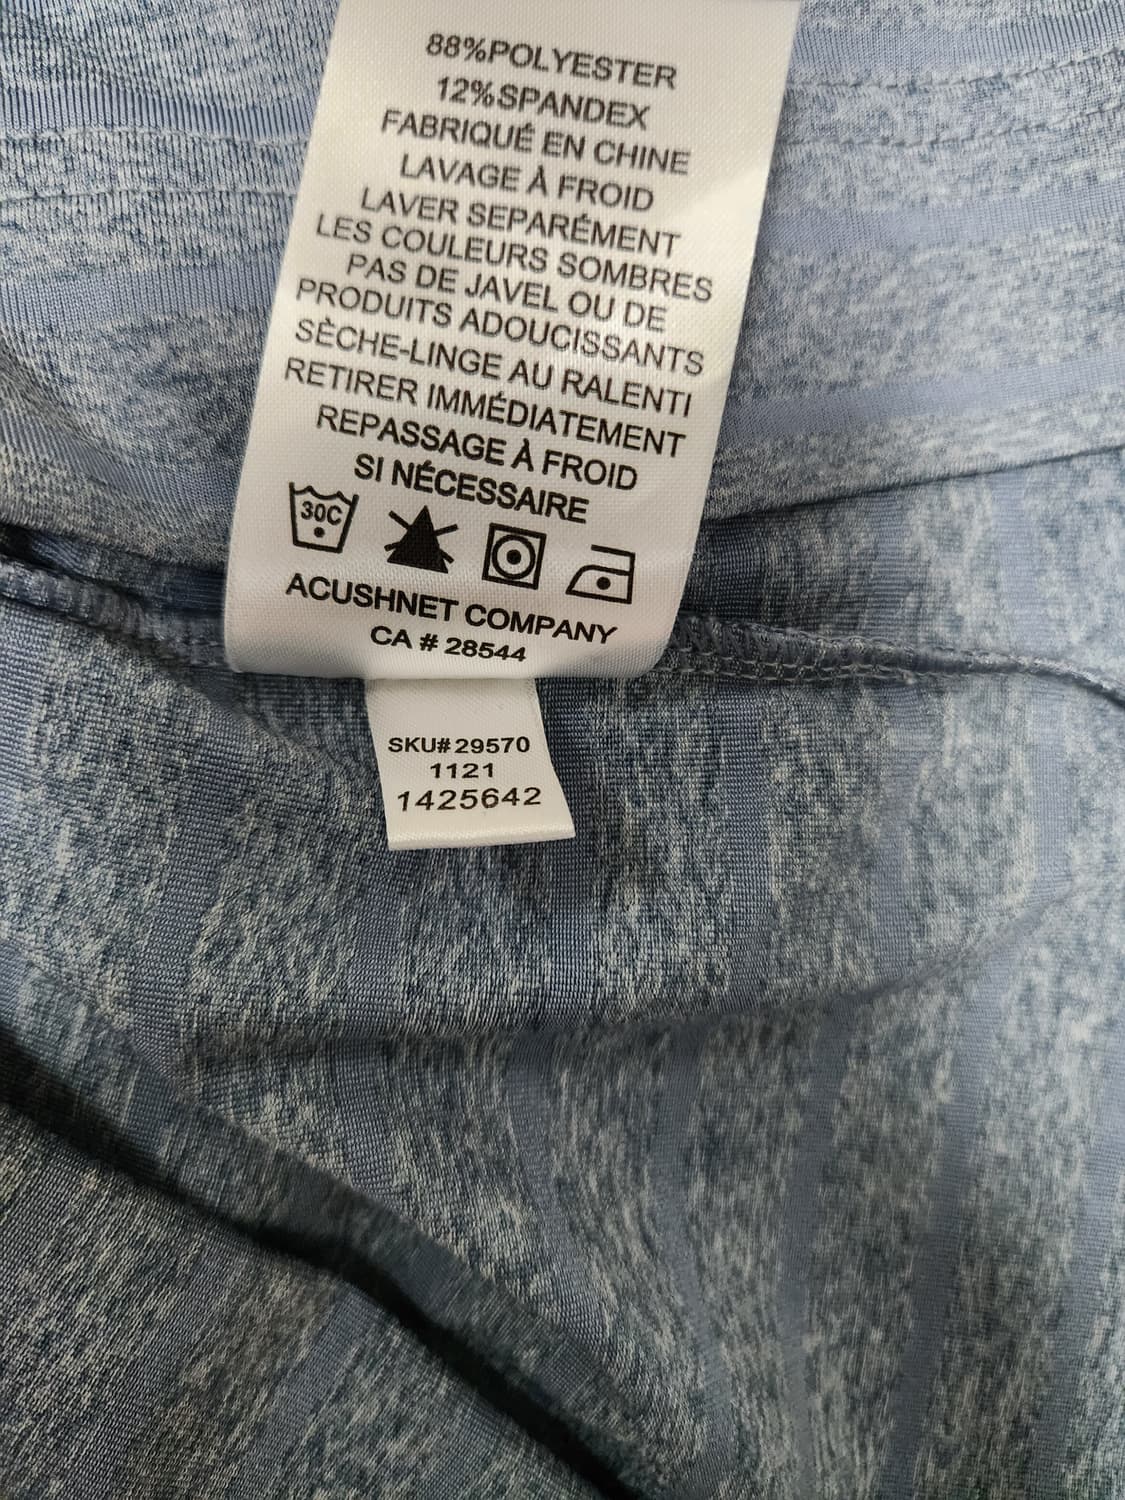 88%POLYESTER
12%SPANDEX
FABRIQUÉ EN CHINE
LAVAGE À FROID
LAVER SEPARÉMENT
LES COULEURS SOMBRES
PAS DE JAVEL OU DE
PRODUITS ADOUCISSANTS
SÈCHE-LINGE AU RALENTI
RETIRER IMMÉDIATEMENT
REPASSAGE À FROID
SI NÉCESSAIRE
30C
ACUSHNET COMPANY
CA # 28544
SKU#29570
1121
1425642